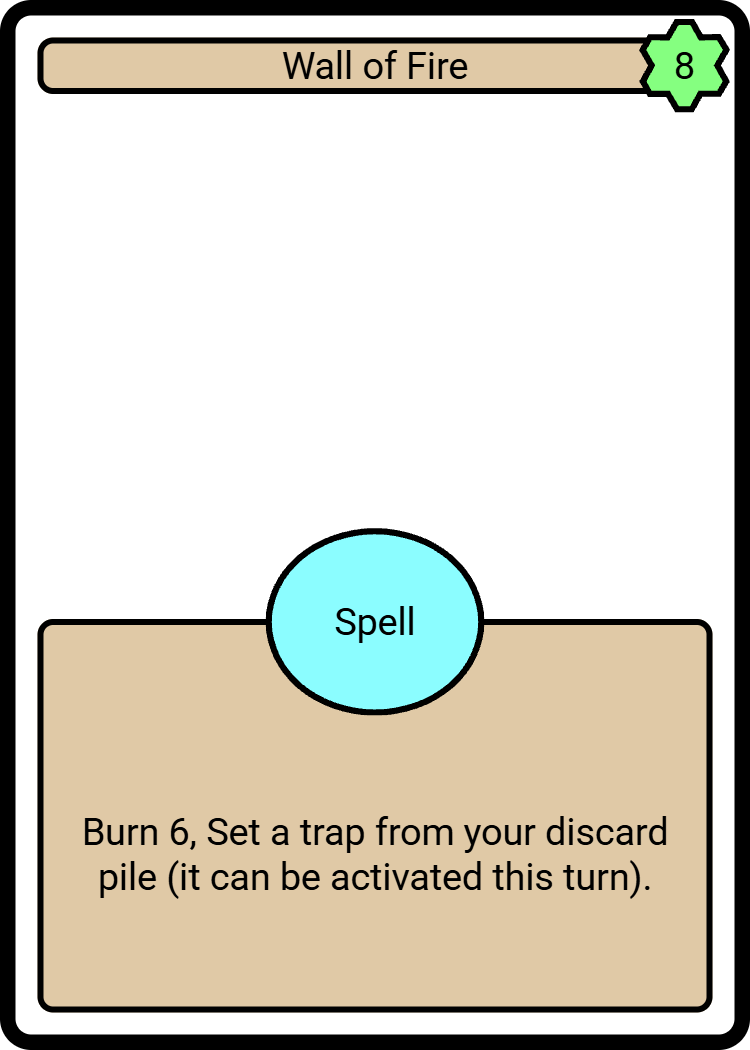 Wall of Fire
8
Spell
Burn 6, Set a trap from your discard
pile (it can be activated this turn).